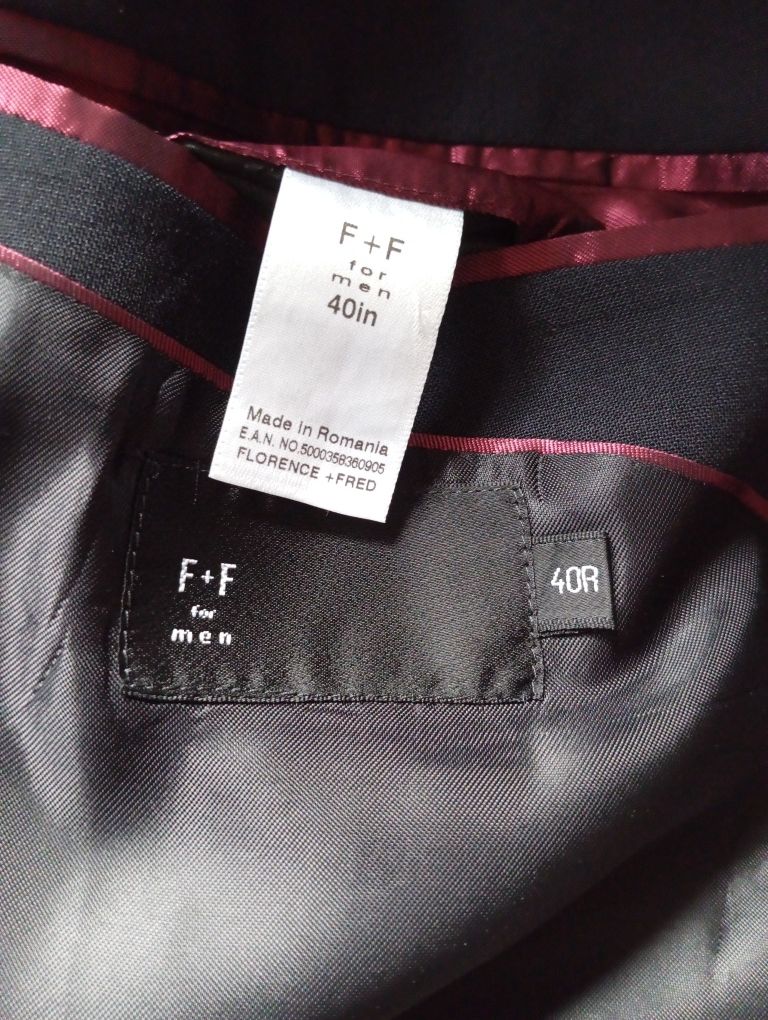 F+F
for
men
40in
Made in Romania
E.A.N. NO.5000358360905
FLORENCE +FRED
F+F
for
men
40R